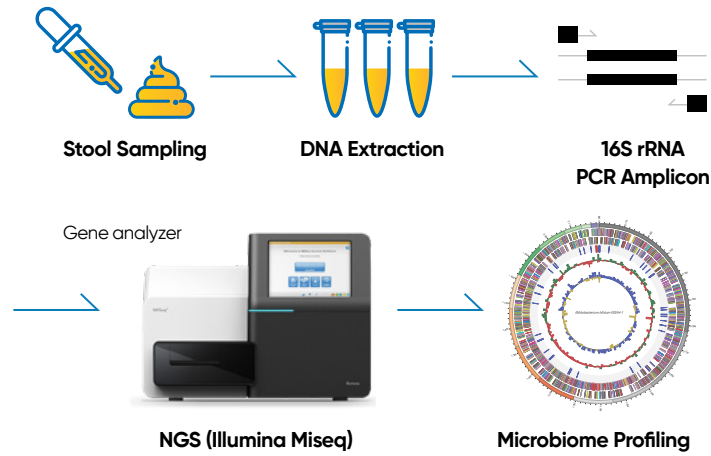 Stool Sampling
DNA Extraction
16S rRNA
PCR Amplicon
Gene analyzer
NGS (Illumina Miseq)
Microbiome Profiling